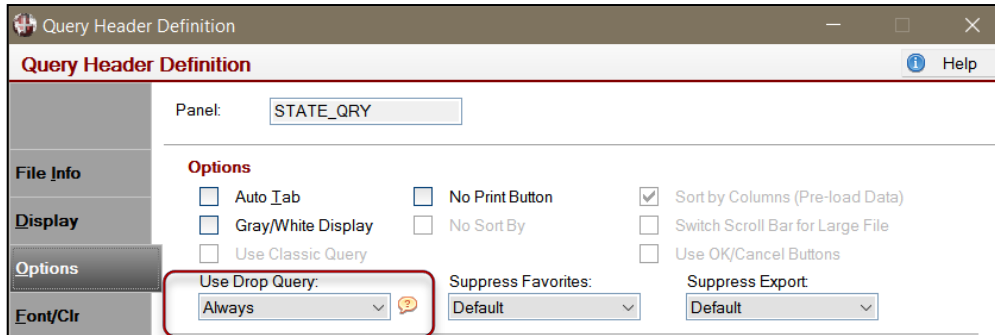 Query Header Definition
Query Header Definition
Help
Panel: STATE_QRY
File Info
Display
Options
Font/Clr
Options
Auto Tab
No Print Button
Sort by Columns (Pre-load Data)
Gray/White Display
No Sort By
Switch Scroll Bar for Large File
Use Classic Query
Use OK/Cancel Buttons
Use Drop Query:
Suppress Favorites:
Suppress Export:
Always
Default
Default